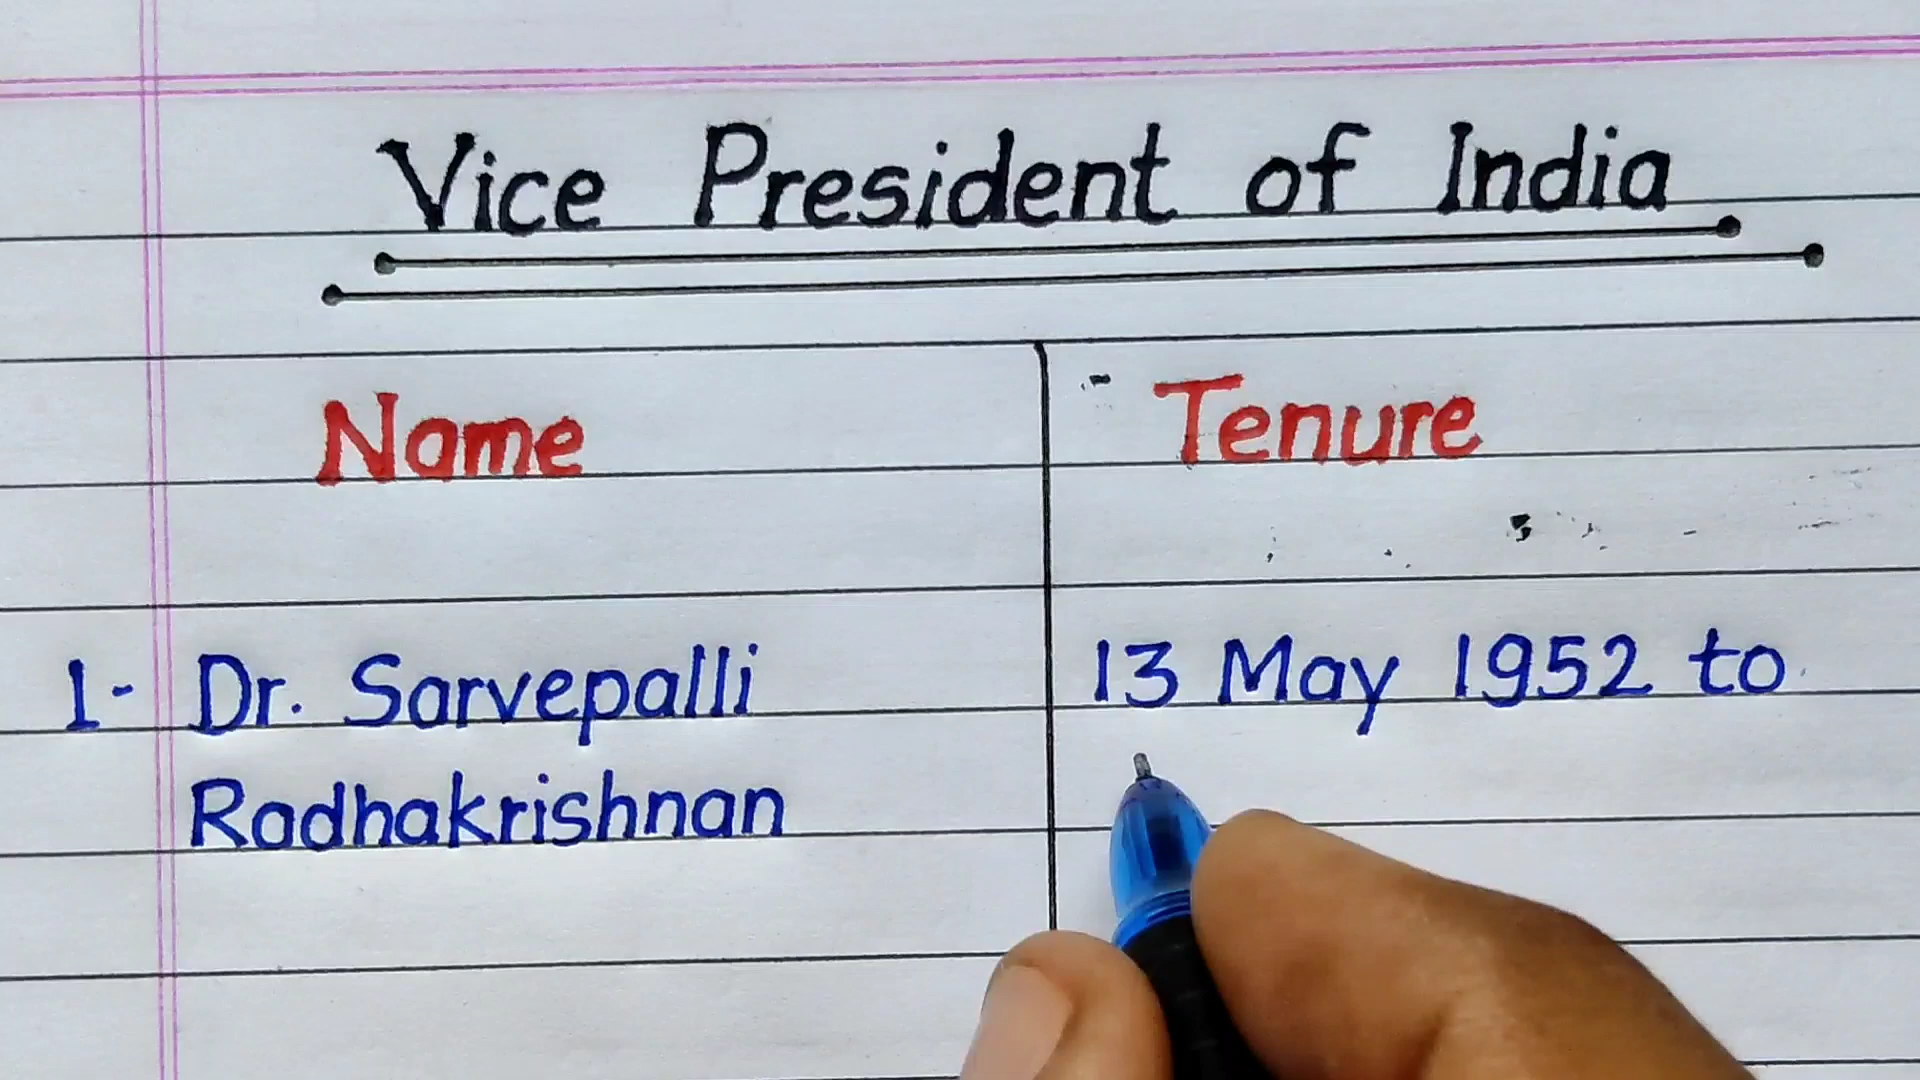 Vice President of India
Name Tenure
1- Dr. Sarvepalli 13 May 1952 to
Radhakrishnan